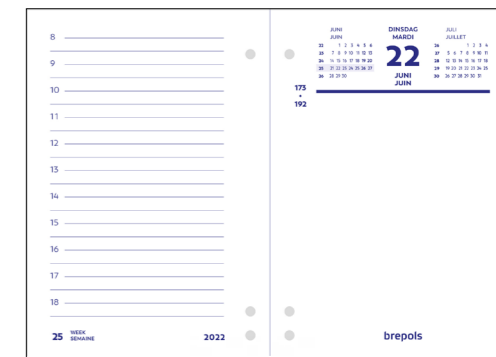 8
9
10
11
12
13
14
15
16
17
18
25 WEEK
SEMAINE
2022
JUNI
JUIN
22 1 2 3 4 5 6
23 7 8 9 10 11 12 13
24 14 15 16 17 18 19 20
25 21 22 23 24 25 26 27
26 28 29 30
DINSDAG
MARDI
22
JUNI
JUIN
JULI
JUILLET
26 1 2 3 4
27 5 6 7 8 9 10 11
28 12 13 14 15 16 17 18
29 19 20 21 22 23 24 25
30 26 27 28 29 30 31
173
•
192
brepols